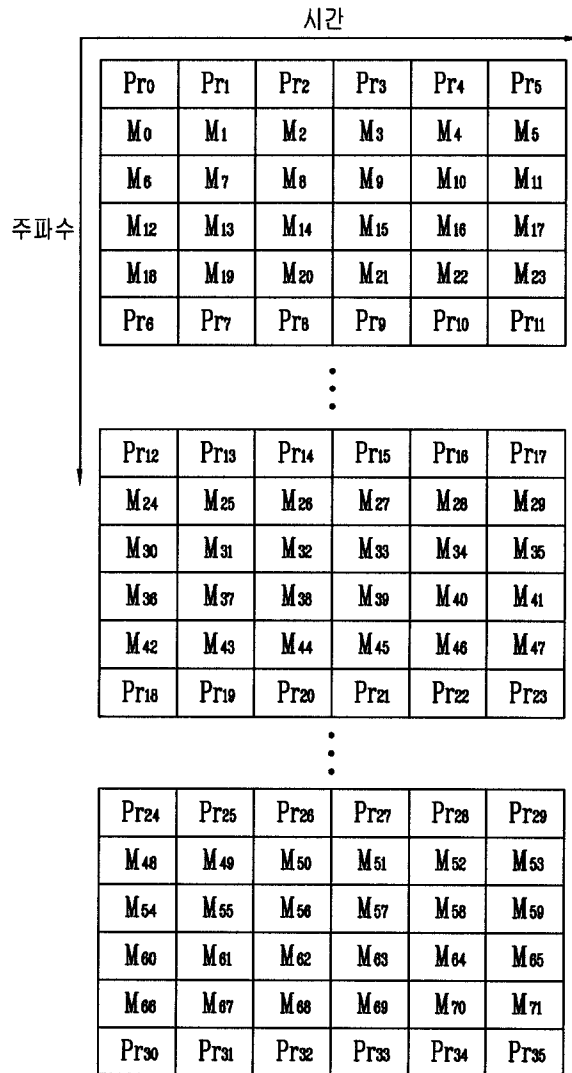 시간
주파수
Pr0 Pr1 Pr2 Pr3 Pr4 Pr5
M0 M1 M2 M3 M4 M5
M6 M7 M8 M9 M10 M11
M12 M13 M14 M15 M16 M17
M18 M19 M20 M21 M22 M23
Pr6 Pr7 Pr8 Pr9 Pr10 Pr11
Pr12 Pr13 Pr14 Pr15 Pr16 Pr17
M24 M25 M26 M27 M28 M29
M30 M31 M32 M33 M34 M35
M36 M37 M38 M39 M40 M41
M42 M43 M44 M45 M46 M47
Pr18 Pr19 Pr20 Pr21 Pr22 Pr23
Pr24 Pr25 Pr26 Pr27 Pr28 Pr29
M48 M49 M50 M51 M52 M53
M54 M55 M56 M57 M58 M59
M60 M61 M62 M63 M64 M65
M66 M67 M68 M69 M70 M71
Pr30 Pr31 Pr32 Pr33 Pr34 Pr35